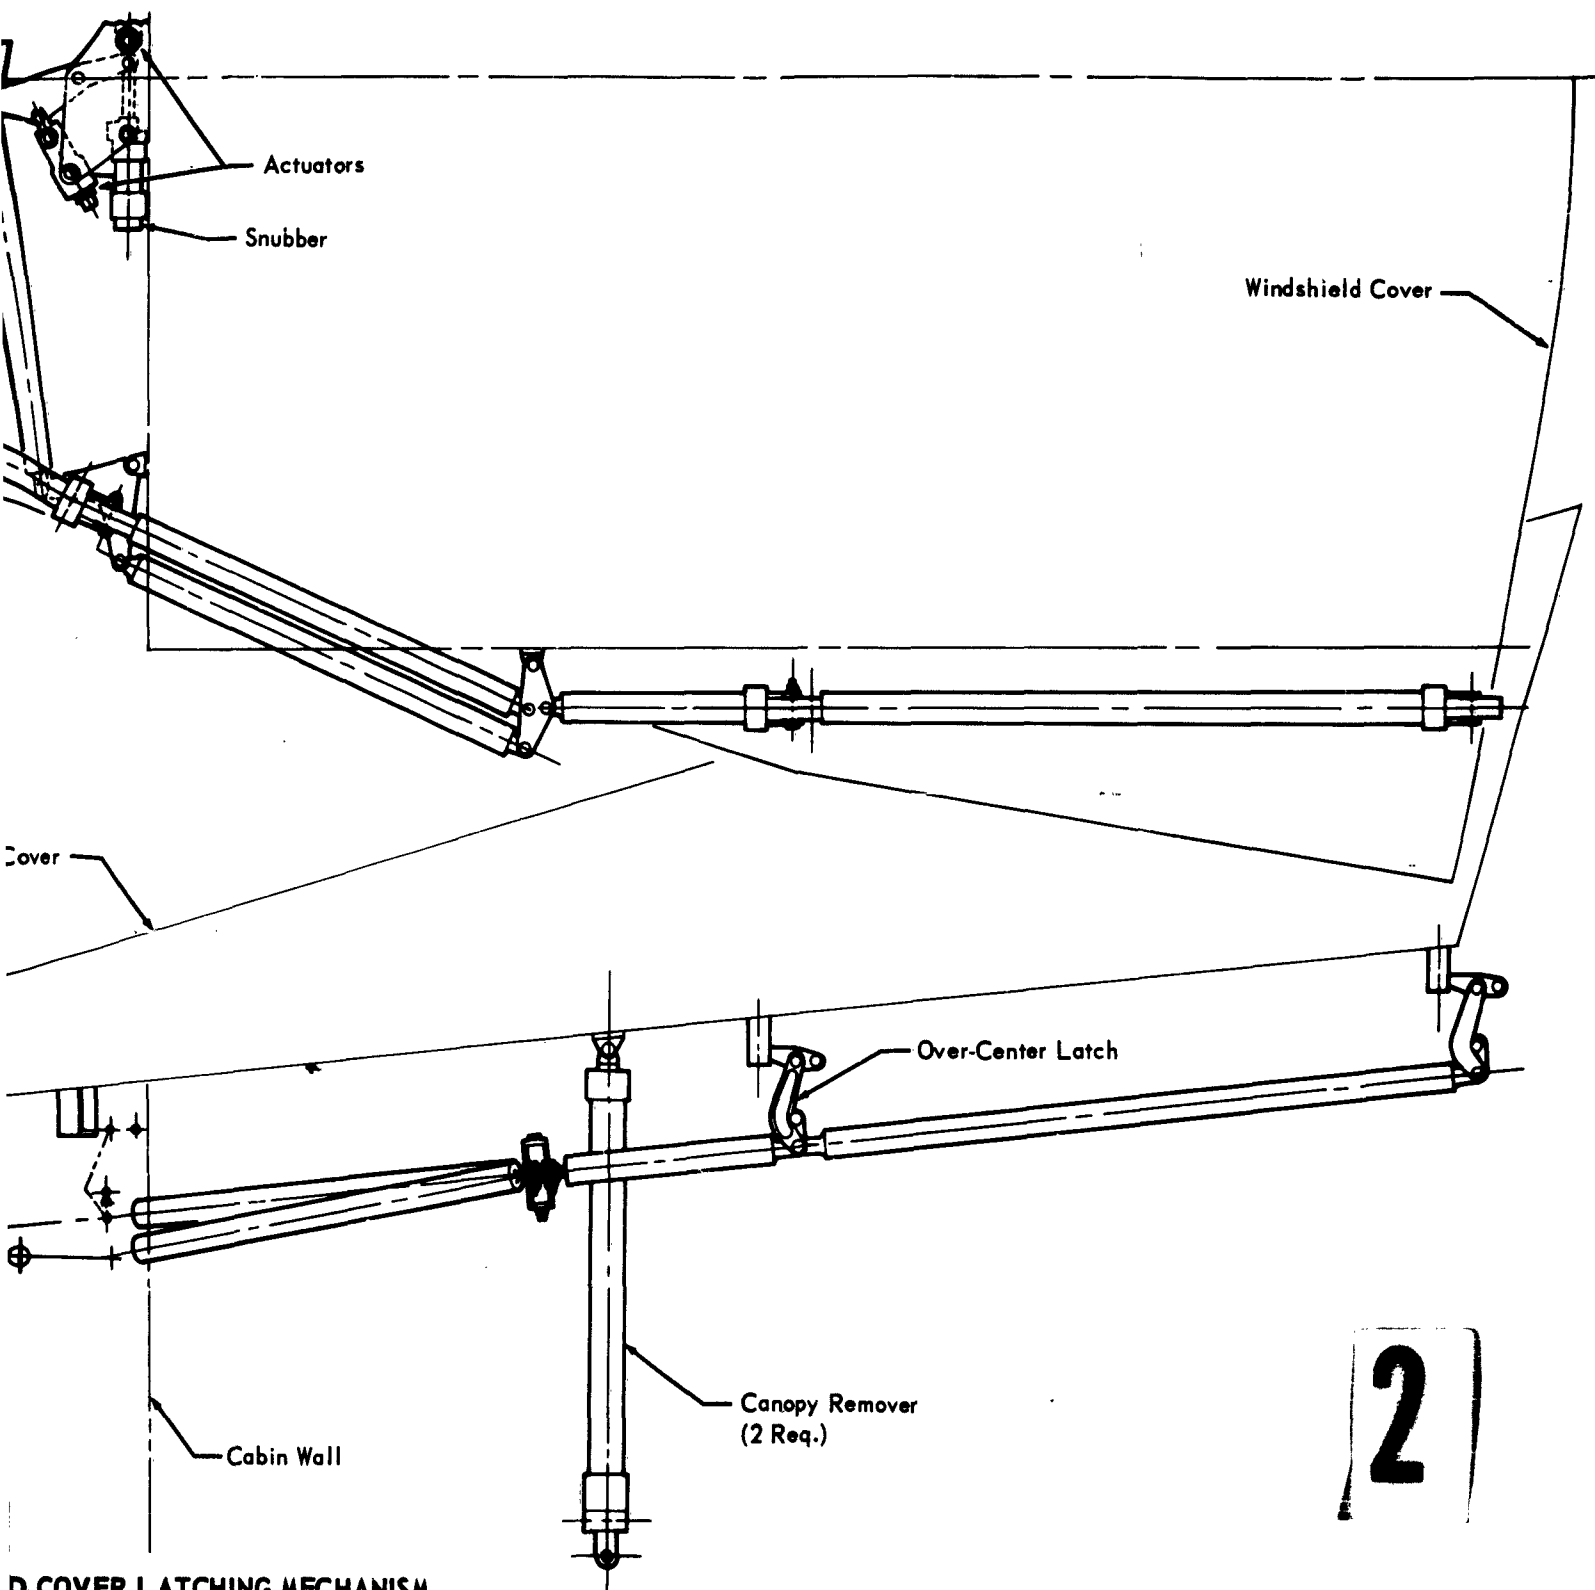 Actuators
Snubber
Windshield Cover
Cover
Over-Center Latch
Canopy Remover
(2 Req.)
Cabin Wall
2
D COVER LATCHING MECHANISM